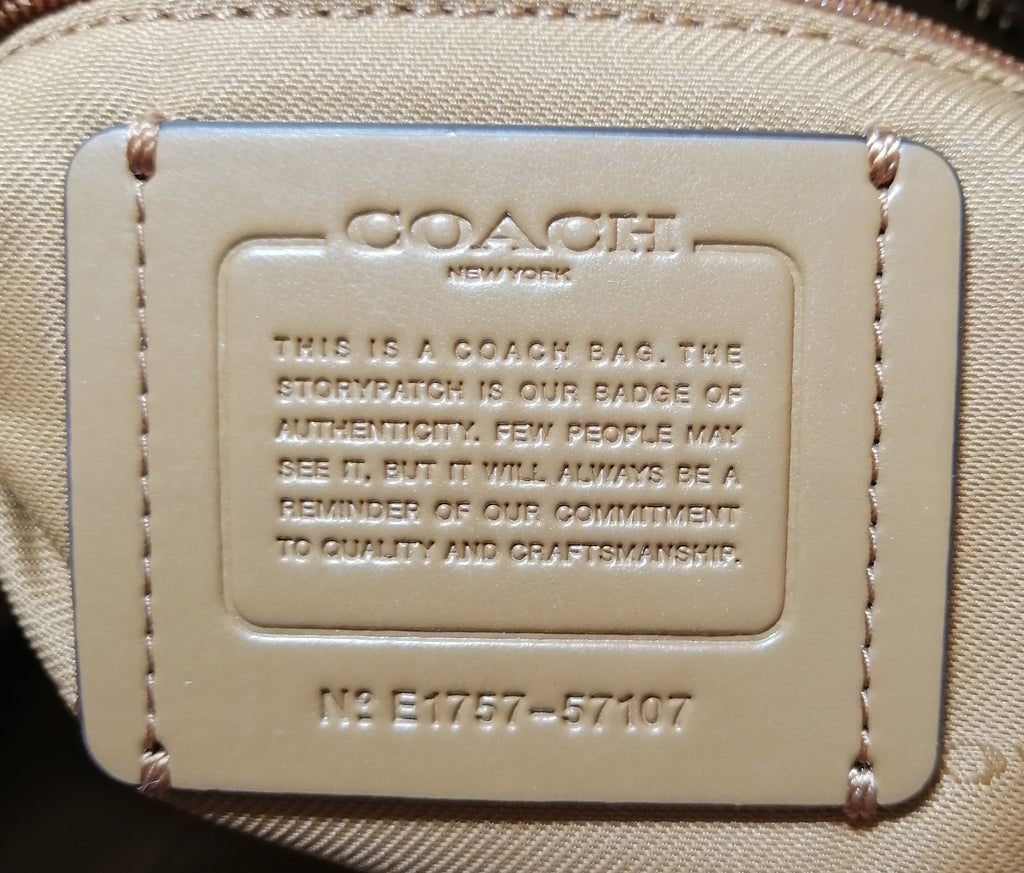 COACH
NEW YORK
THIS IS A COACH BAG. THE
STORYPATCH IS OUR BADGE OF
AUTHENTICITY. FEW PEOPLE MAY
SEE IT, BUT IT WILL ALWAYS BE A
REMINDER OF OUR COMMITMENT
TO QUALITY AND CRAFTSMANSHIP.
Nº E1757-57107